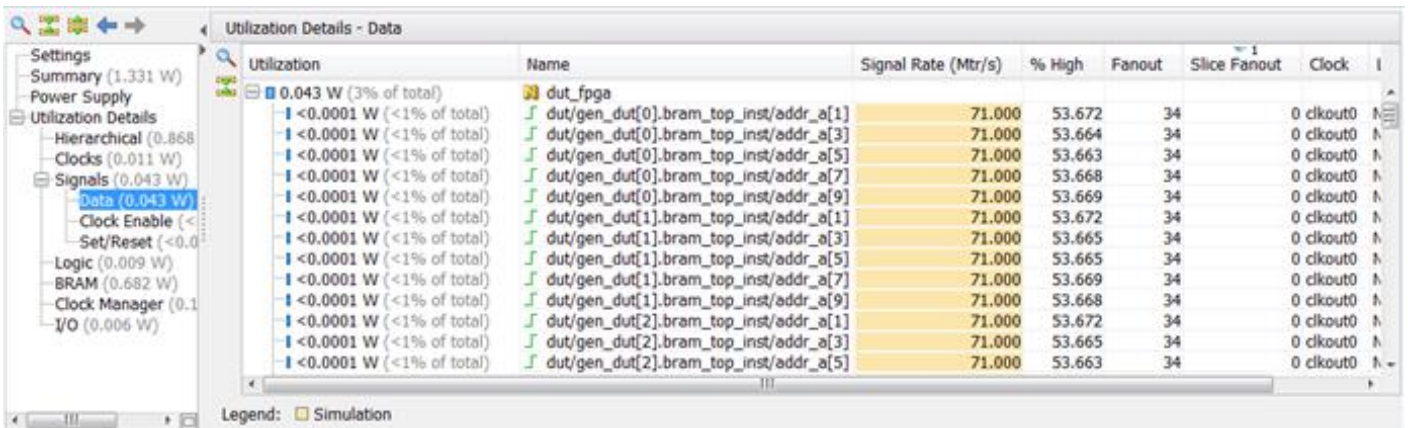 Utilization Details - Data
Settings
Summary (1.331 W)
Power Supply
Utilization Details
Hierarchical (0.868
Clocks (0.011 W)
Signals (0.043 W)
Data (0.043 W)
Clock Enable (<
Set/Reset (<0.0
Logic (0.009 W)
BRAM (0.682 W)
Clock Manager (0.1
I/O (0.006 W)
Utilization Name Signal Rate (Mtr/s) % High Fanout Slice Fanout 1 Clock
0.043 W (3% of total) dut_fpga
<0.0001 W (<1% of total) dut/gen_dut[0].bram_top_inst/addr_a[1] 71.000 53.672 34 0 clkout0 N
<0.0001 W (<1% of total) dut/gen_dut[0].bram_top_inst/addr_a[3] 71.000 53.664 34 0 clkout0 N
<0.0001 W (<1% of total) dut/gen_dut[0].bram_top_inst/addr_a[5] 71.000 53.663 34 0 clkout0 N
<0.0001 W (<1% of total) dut/gen_dut[0].bram_top_inst/addr_a[7] 71.000 53.668 34 0 clkout0 N
<0.0001 W (<1% of total) dut/gen_dut[0].bram_top_inst/addr_a[9] 71.000 53.669 34 0 clkout0 N
<0.0001 W (<1% of total) dut/gen_dut[1].bram_top_inst/addr_a[1] 71.000 53.672 34 0 clkout0 N
<0.0001 W (<1% of total) dut/gen_dut[1].bram_top_inst/addr_a[3] 71.000 53.665 34 0 clkout0 N
<0.0001 W (<1% of total) dut/gen_dut[1].bram_top_inst/addr_a[5] 71.000 53.665 34 0 clkout0 N
<0.0001 W (<1% of total) dut/gen_dut[1].bram_top_inst/addr_a[7] 71.000 53.669 34 0 clkout0 N
<0.0001 W (<1% of total) dut/gen_dut[1].bram_top_inst/addr_a[9] 71.000 53.668 34 0 clkout0 N
<0.0001 W (<1% of total) dut/gen_dut[2].bram_top_inst/addr_a[1] 71.000 53.672 34 0 clkout0 N
<0.0001 W (<1% of total) dut/gen_dut[2].bram_top_inst/addr_a[3] 71.000 53.665 34 0 clkout0 N
<0.0001 W (<1% of total) dut/gen_dut[2].bram_top_inst/addr_a[5] 71.000 53.663 34 0 clkout0 N
Legend: Simulation